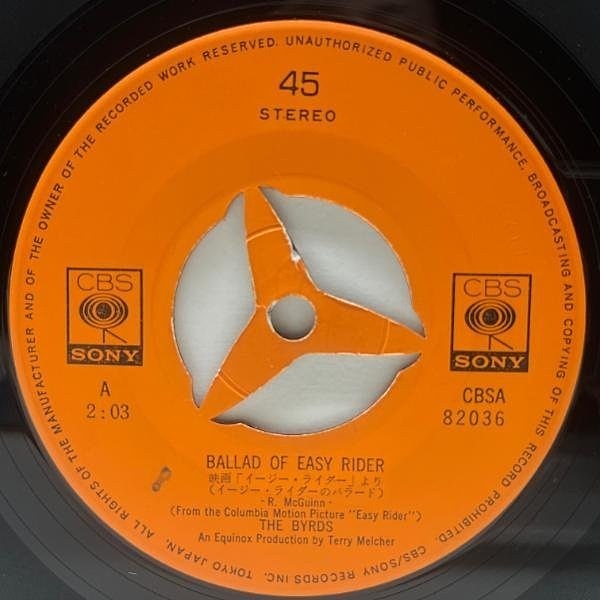 ALL RIGHTS OF THE MANUFACTURER AND OF THE OWNER OF THE RECORDED WORK RESERVED. UNAUTHORIZED PUBLIC PERFORMANCE, BROADCASTING AND COPYING OF THIS RECORD PROHIBITED. CBS/SONY RECORDS INC. TOKYO JAPAN.
45
STEREO
CBS
SONY
CBS
SONY
A
2:03
CBSA
82036
BALLAD OF EASY RIDER
映画「イージー・ライダー」より
(イージー・ライダーのバラード)
- R. McGuinn -
(From the Columbia Motion Picture "Easy Rider")
THE BYRDS
An Equinox Production by Terry Melcher